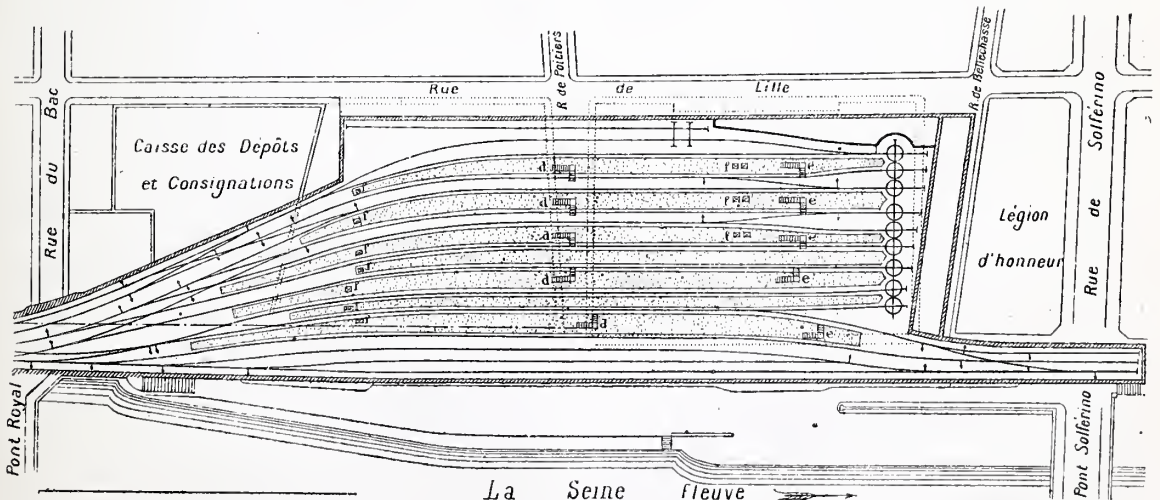 Rue de Lille
R. de Poitiers
R. de Bellechasse
Rue du Bac
Rue de Solférino
Caisse des Dépôts
et Consignations
Légion
d'honneur
d f e
d f e
d f e
d e
d e
f
f
f
f
f
f
Pont Royal
Pont Solférino
La Seine fleuve